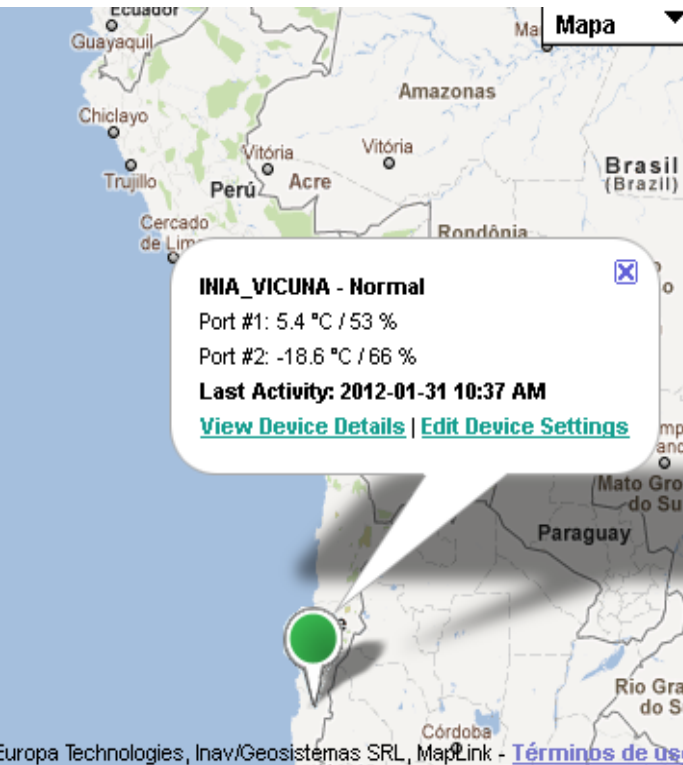 Ecuador
Guayaquil
Ma
Mapa
Amazonas
Chiclayo
Vitória
Vitória
Brasil
(Brazil)
Trujillo
Perú
Acre
Cercado
de Lima
Rondônia
o
INIA_VICUNA - Normal
Port #1: 5.4 °C / 53 %
Port #2: -18.6 °C / 66 %
Last Activity: 2012-01-31 10:37 AM
View Device Details | Edit Device Settings
Mato Gro
do Su
Paraguay
e
Rio Gra
do S
Córdoba
Europa Technologies, Inav/Geosistemas SRL, MapLink - Términos de uso